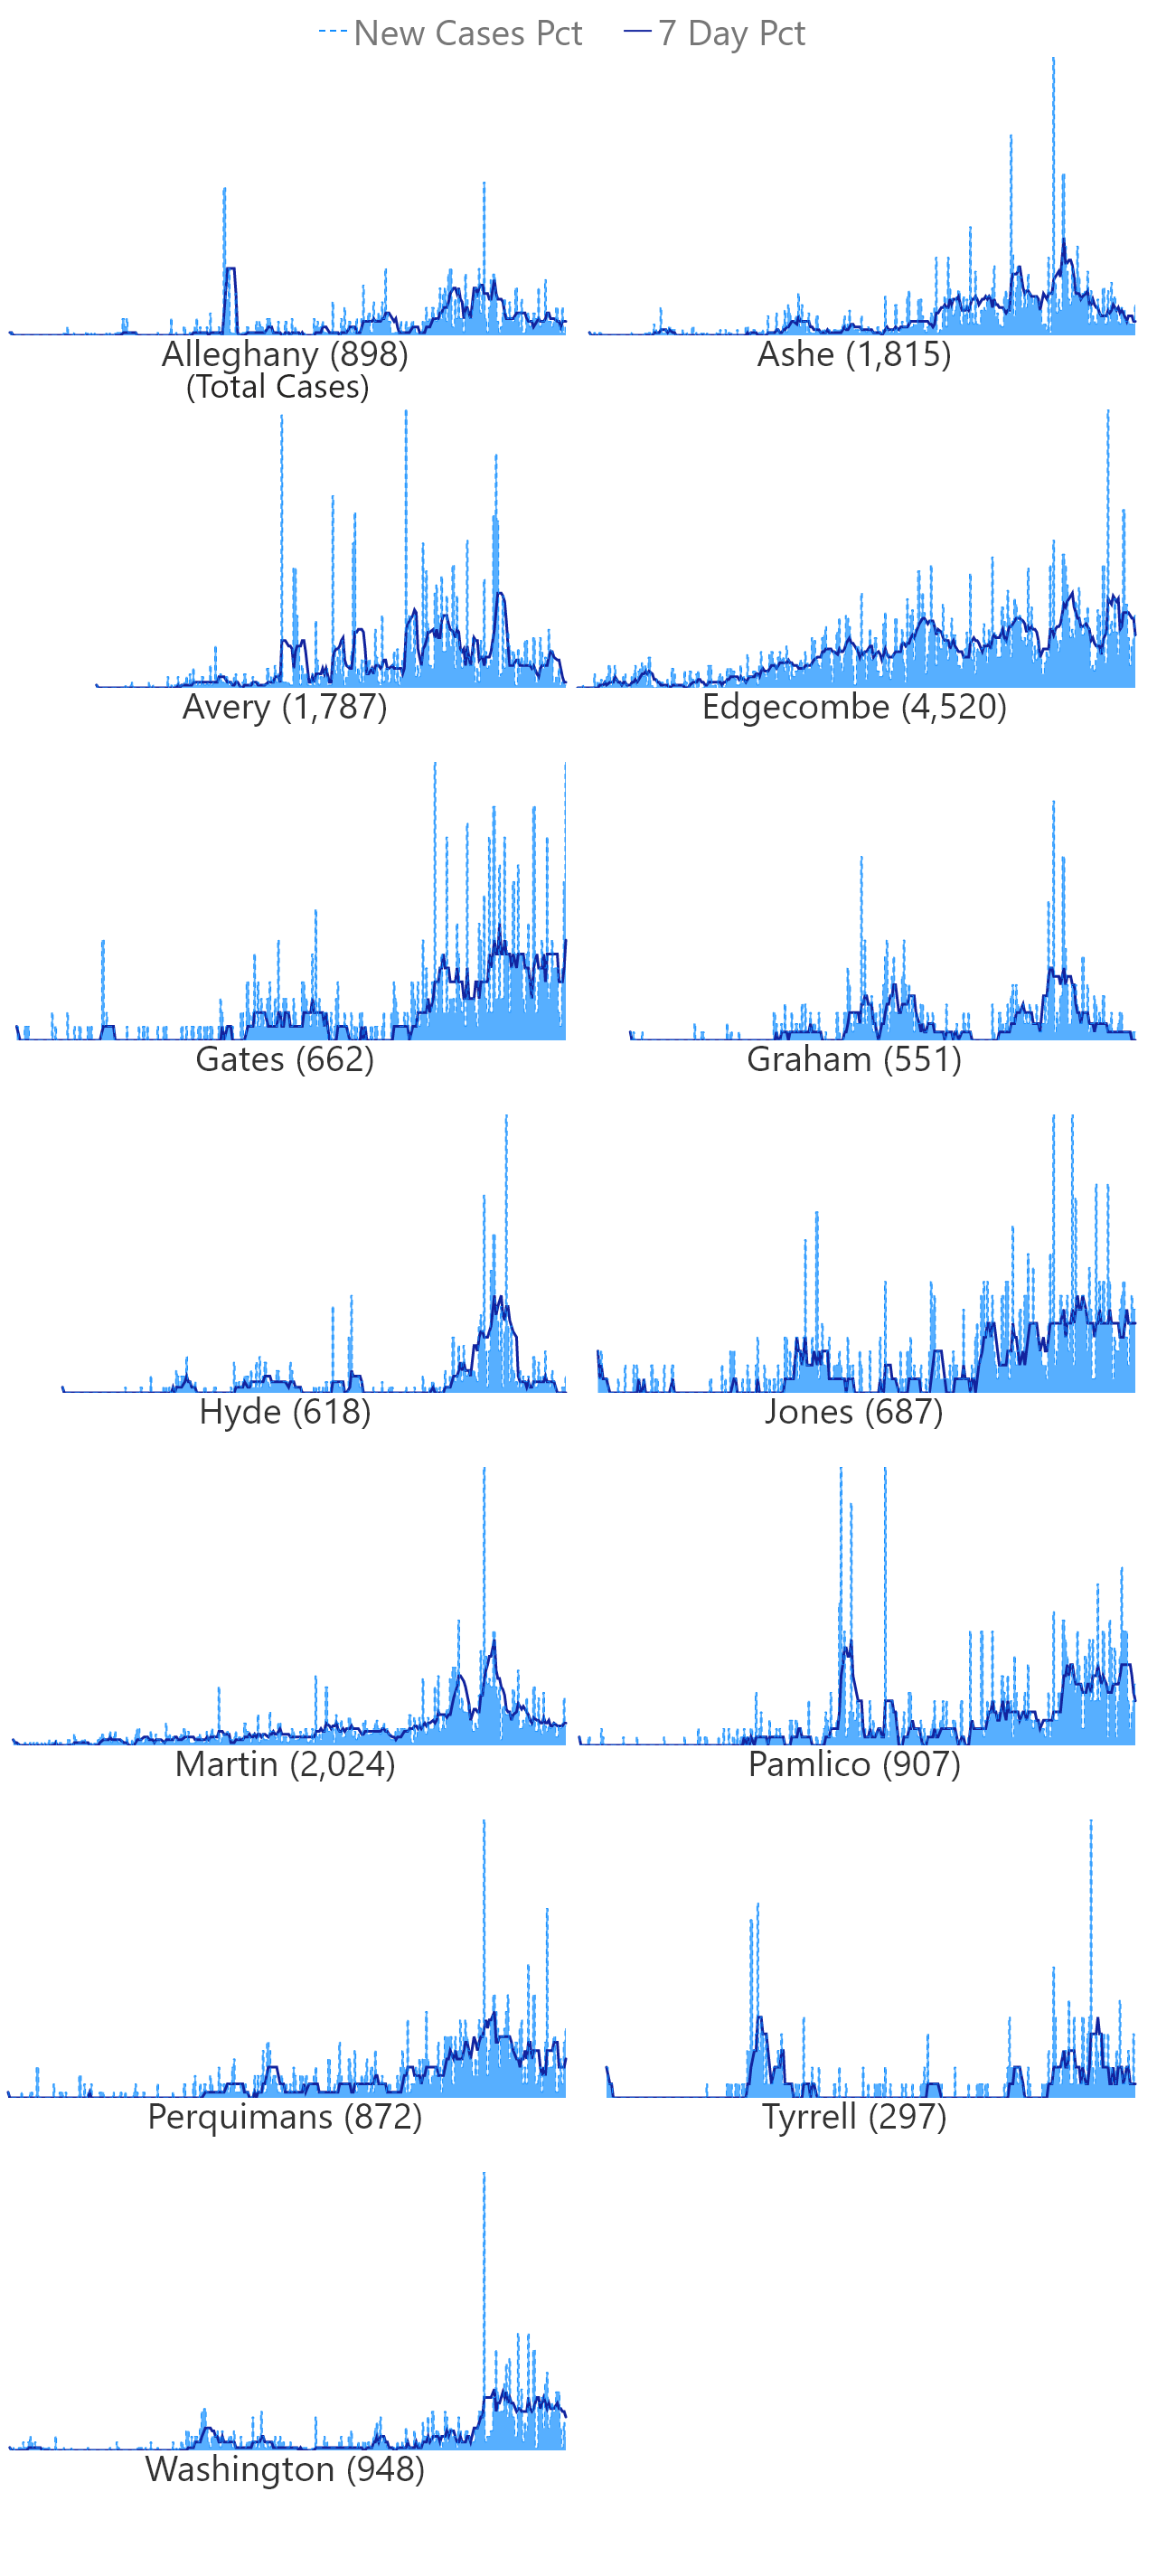 New Cases Pct 7 Day Pct
Alleghany (898) Ashe (1,815)
(Total Cases)
Avery (1,787) Edgecombe (4,520)
Gates (662) Graham (551)
Hyde (618) Jones (687)
Martin (2,024) Pamlico (907)
Perquimans (872) Tyrrell (297)
Washington (948)